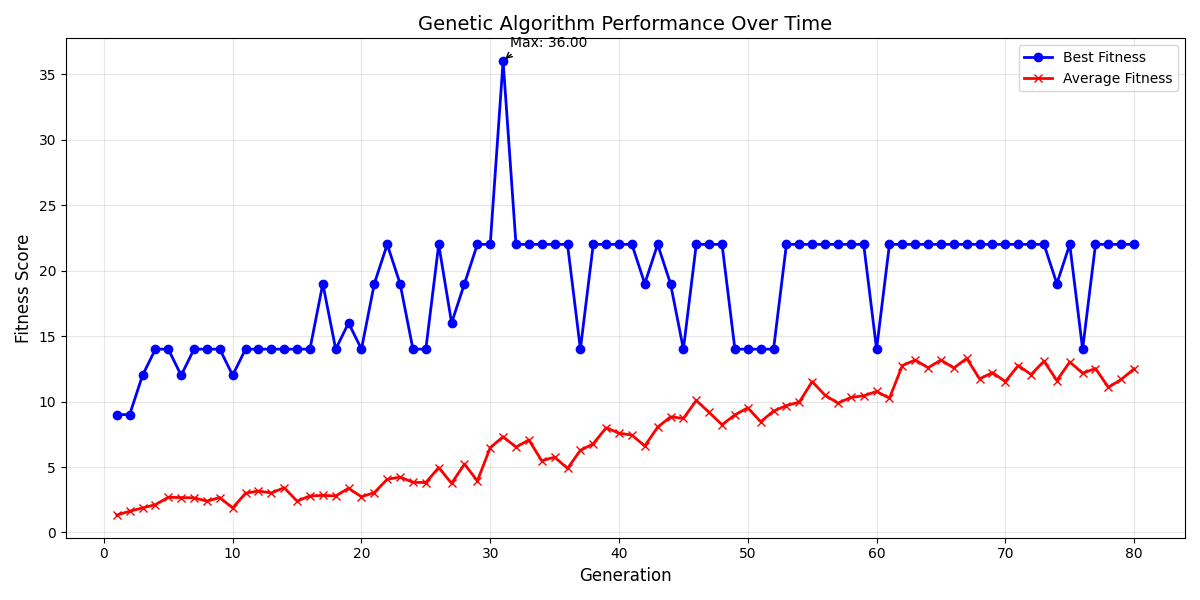 Genetic Algorithm Performance Over Time
Max: 36.00
Best Fitness
Average Fitness
Fitness Score
35
30
25
20
15
10
5
0
0 10 20 30 40 50 60 70 80
Generation